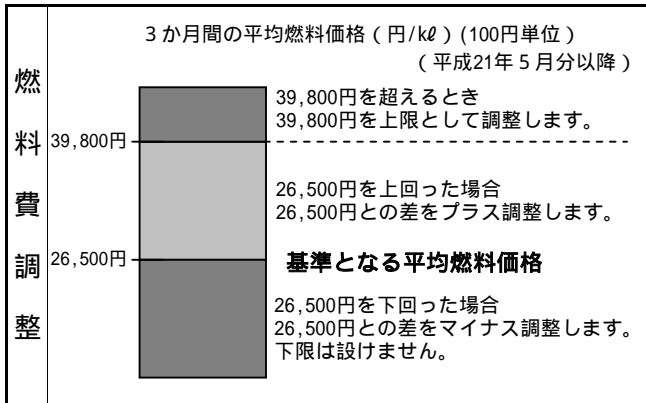 3か月間の平均燃料価格(円/kℓ)(100円単位)
(平成21年5月分以降)
燃料費調整
39,800円を超えるとき
39,800円を上限として調整します。
39,800円
26,500円を上回った場合
26,500円との差をプラス調整します。
26,500円
基準となる平均燃料価格
26,500円を下回った場合
26,500円との差をマイナス調整します。
下限は設けません。